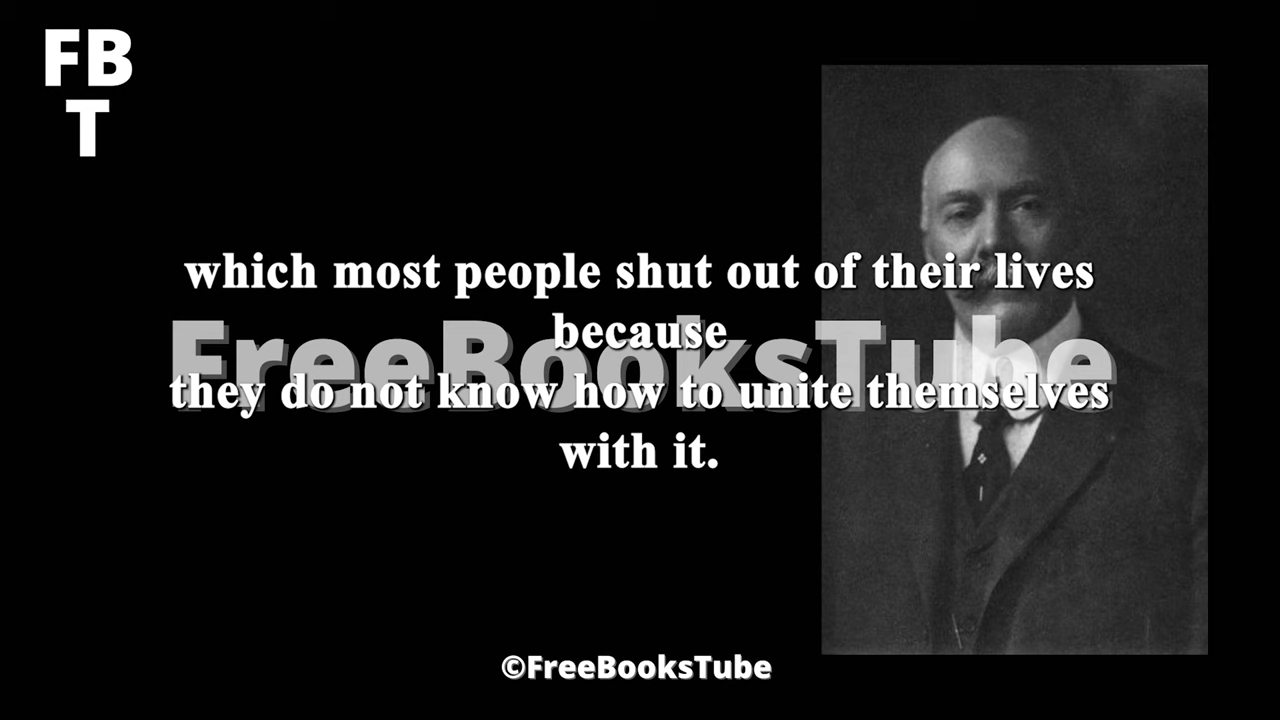 FB
T
which most people shut out of their lives
because
FreeBooksTube
they do not know how to unite themselves
with it.
©FreeBooksTube